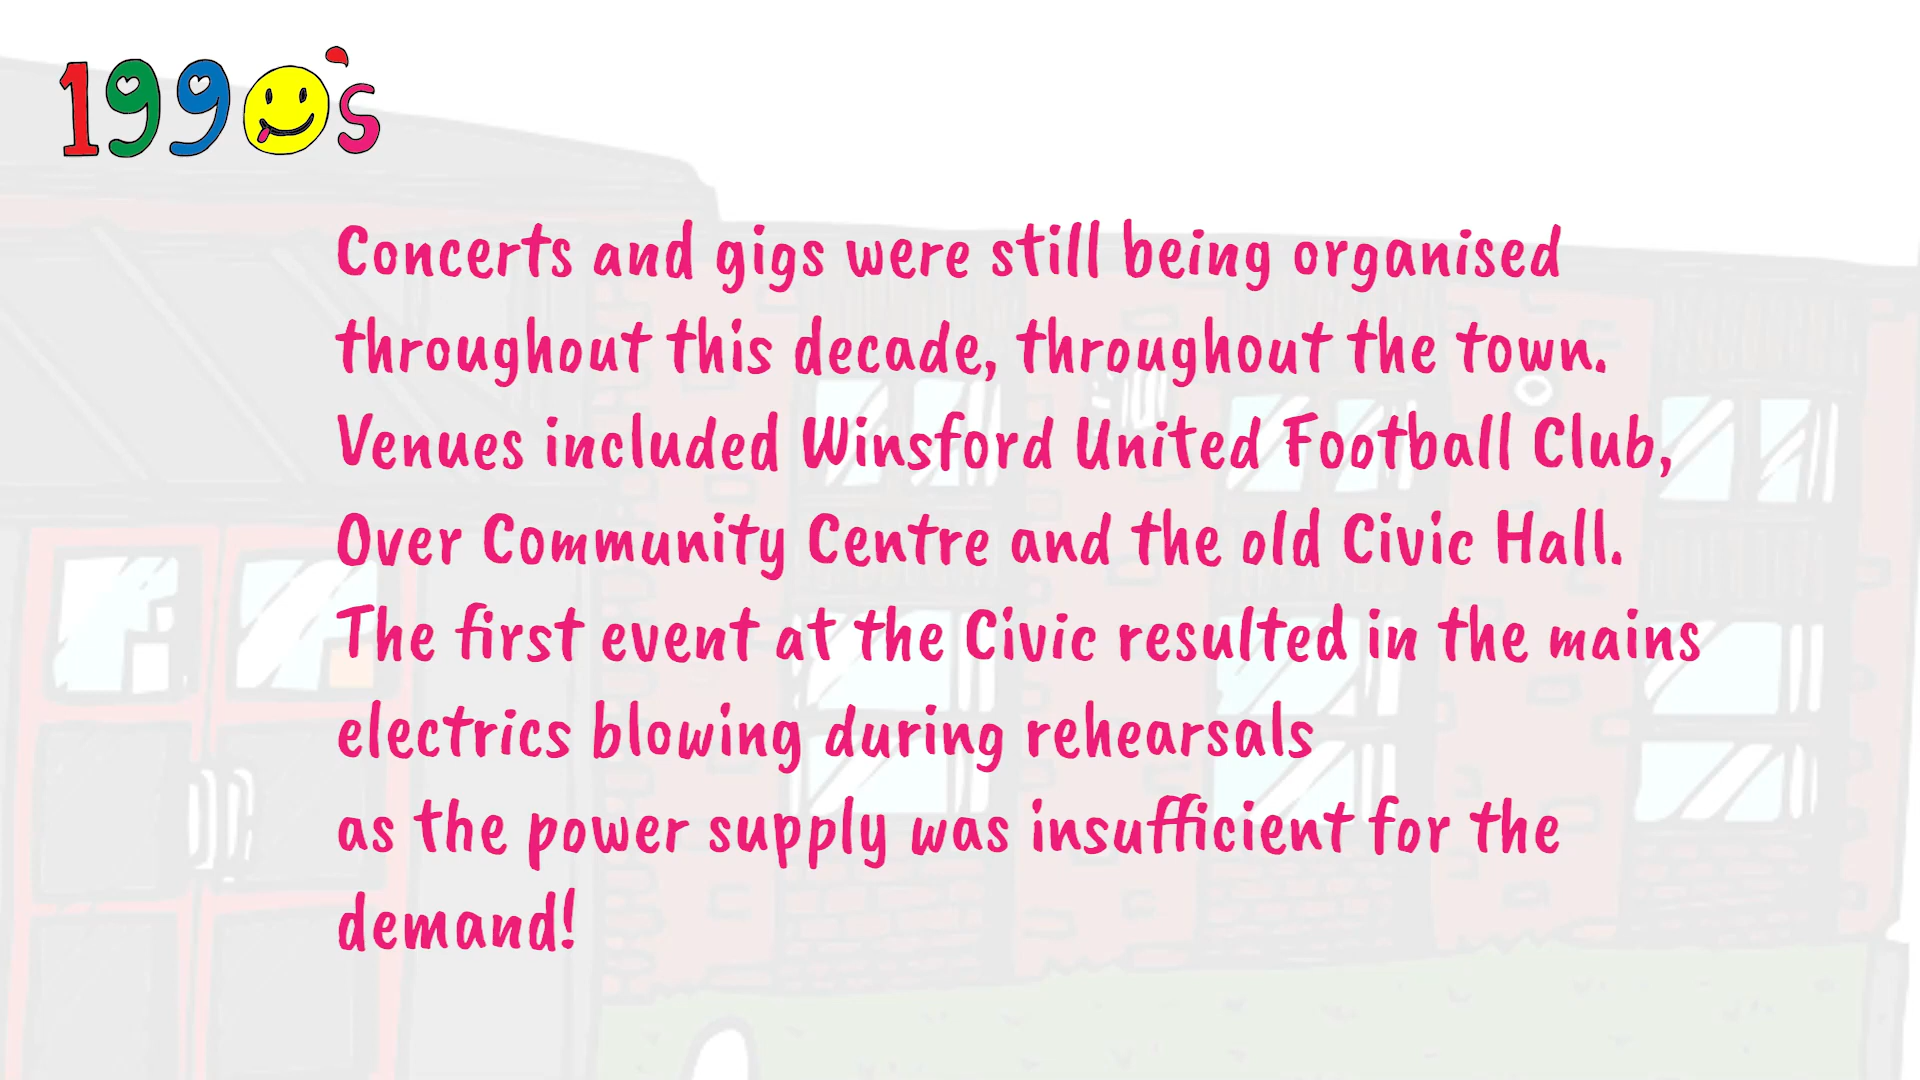 1990's
Concerts and gigs were still being organised
throughout this decade, throughout the town.
Venues included Winsford United Football Club,
Over Community Centre and the old Civic Hall.
The first event at the Civic resulted in the mains
electrics blowing during rehearsals
as the power supply was insufficient for the
demand!